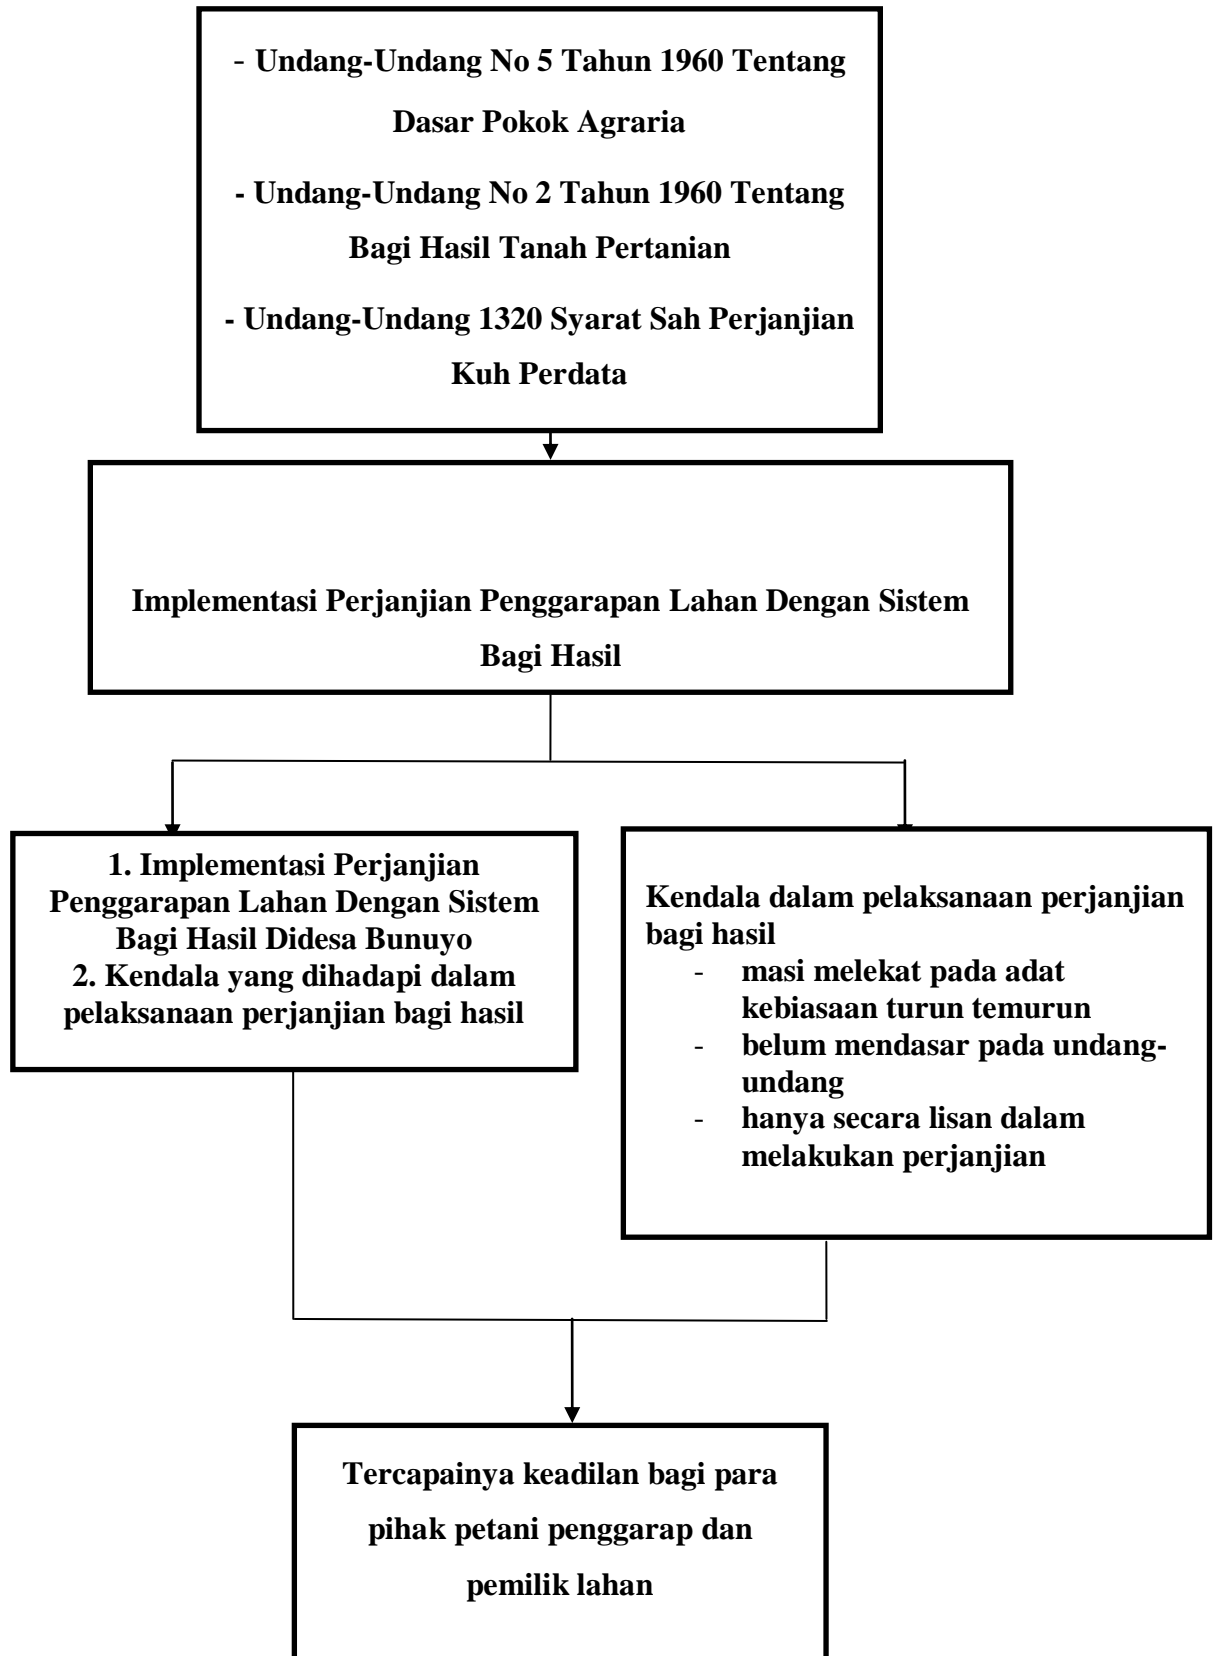 - Undang-Undang No 5 Tahun 1960 Tentang
Dasar Pokok Agraria
- Undang-Undang No 2 Tahun 1960 Tentang
Bagi Hasil Tanah Pertanian
- Undang-Undang 1320 Syarat Sah Perjanjian
Kuh Perdata
Implementasi Perjanjian Penggarapan Lahan Dengan Sistem
Bagi Hasil
1. Implementasi Perjanjian
Penggarapan Lahan Dengan Sistem
Bagi Hasil Didesa Bunuyo
2. Kendala yang dihadapi dalam
pelaksanaan perjanjian bagi hasil
Kendala dalam pelaksanaan perjanjian
bagi hasil
- masi melekat pada adat
kebiasaan turun temurun
- belum mendasar pada undang-
undang
- hanya secara lisan dalam
melakukan perjanjian
Tercapainya keadilan bagi para
pihak petani penggarap dan
pemilik lahan